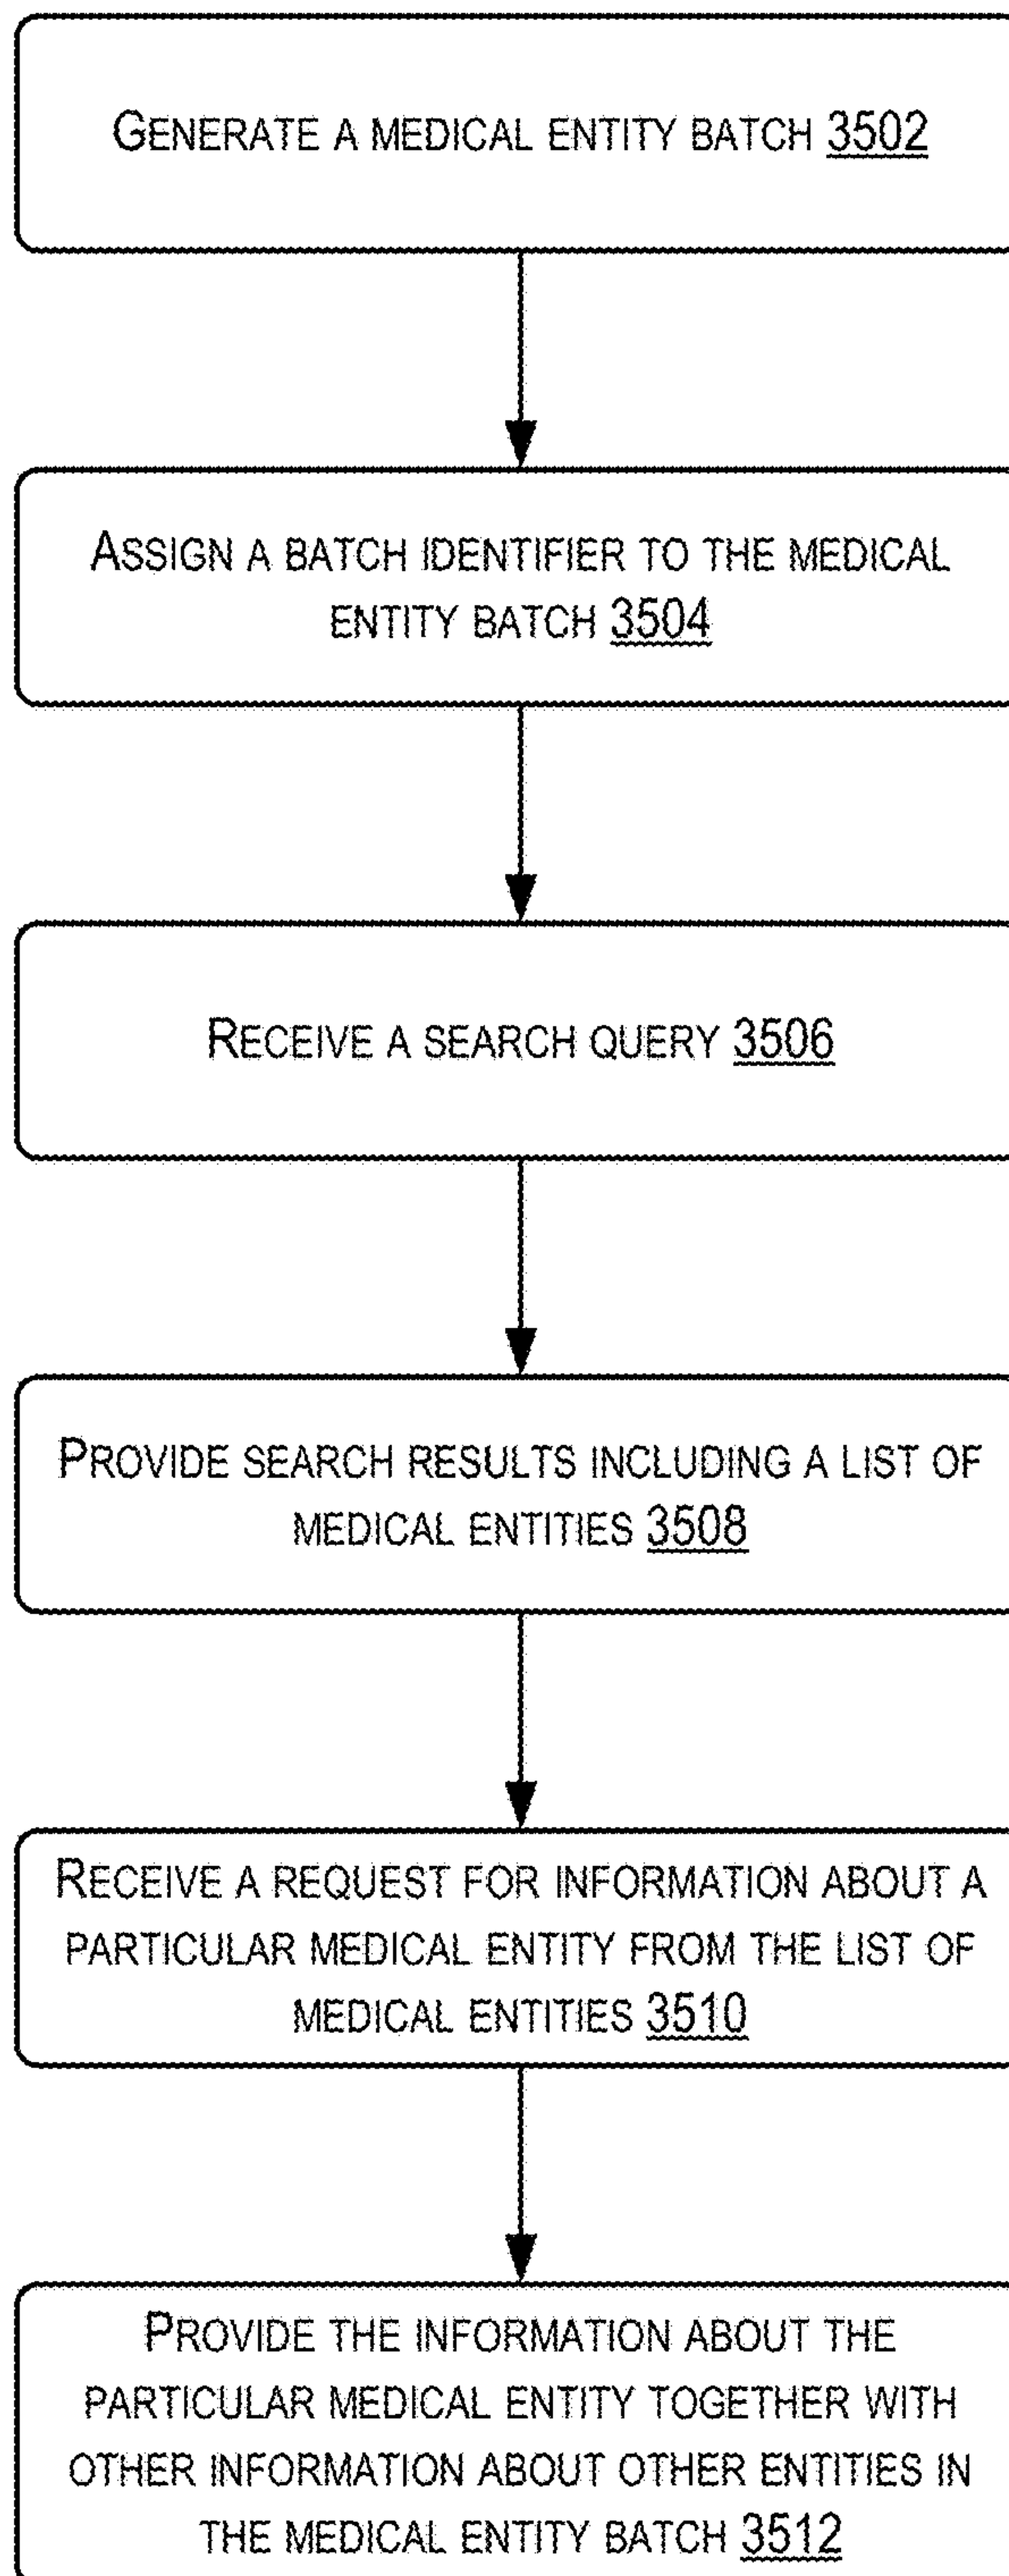 GENERATE A MEDICAL ENTITY BATCH 3502
ASSIGN A BATCH IDENTIFIER TO THE MEDICAL
ENTITY BATCH 3504
RECEIVE A SEARCH QUERY 3506
PROVIDE SEARCH RESULTS INCLUDING A LIST OF
MEDICAL ENTITIES 3508
RECEIVE A REQUEST FOR INFORMATION ABOUT A
PARTICULAR MEDICAL ENTITY FROM THE LIST OF
MEDICAL ENTITIES 3510
PROVIDE THE INFORMATION ABOUT THE
PARTICULAR MEDICAL ENTITY TOGETHER WITH
OTHER INFORMATION ABOUT OTHER ENTITIES IN
THE MEDICAL ENTITY BATCH 3512